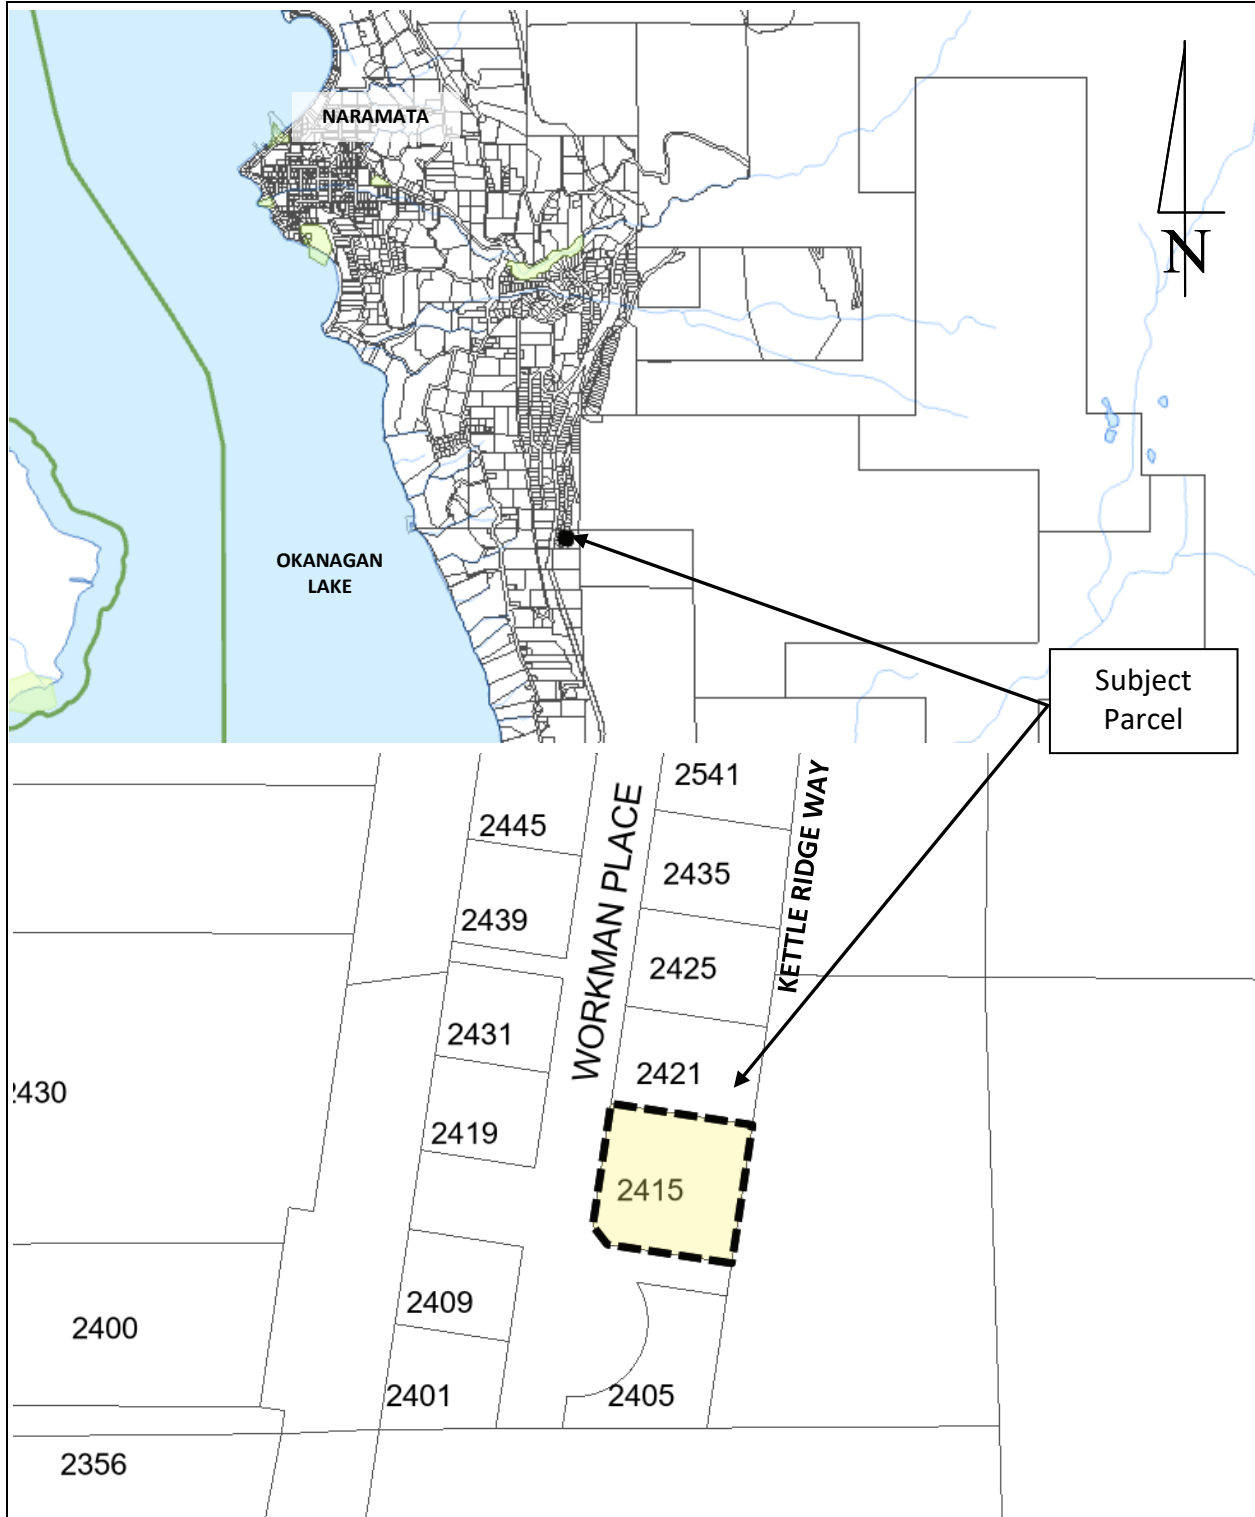 NARAMATA
N
OKANAGAN
LAKE
Subject
Parcel
2541
KETTLE RIDGE WAY
WORKMAN PLACE
2445
2435
2439
2425
2431
2421
2430
2419
2415
2409
2400
2401
2405
2356